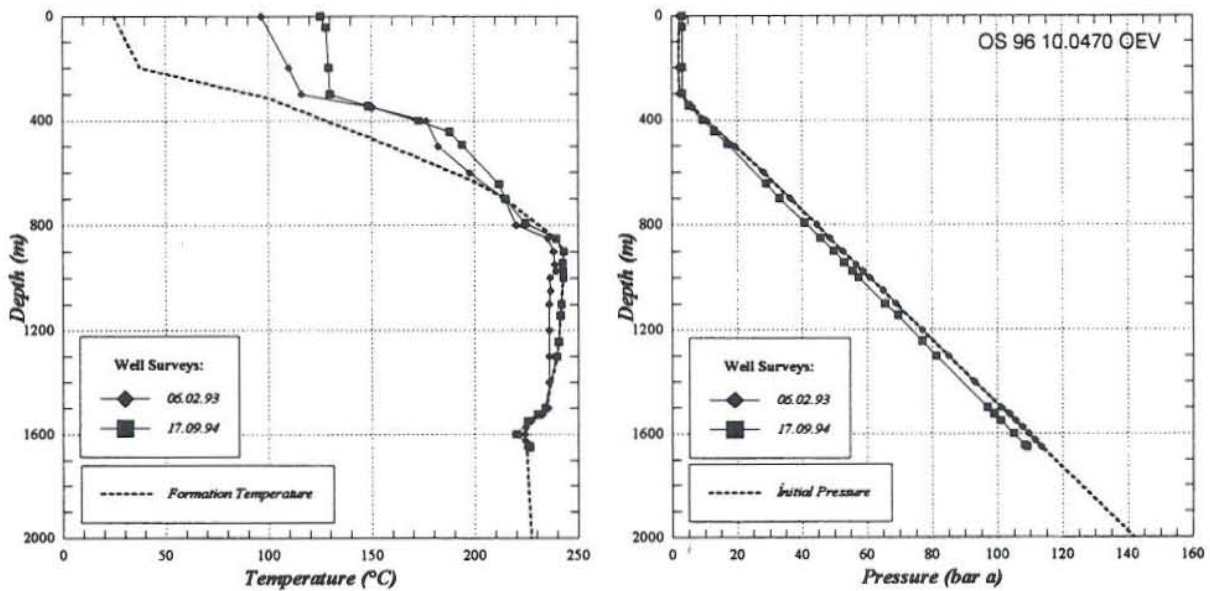 0
400
800
1200
1600
2000
Depth (m)
Well Surveys:
06.02.93
17.09.94
Formation Temperature
0 50 100 150 200 250
Temperature (°C)
OS 96 10.0470 OEV
0
400
800
1200
1600
2000
Depth (m)
Well Surveys:
06.02.93
17.09.94
Initial Pressure
0 20 40 60 80 100 120 140 160
Pressure (bar a)